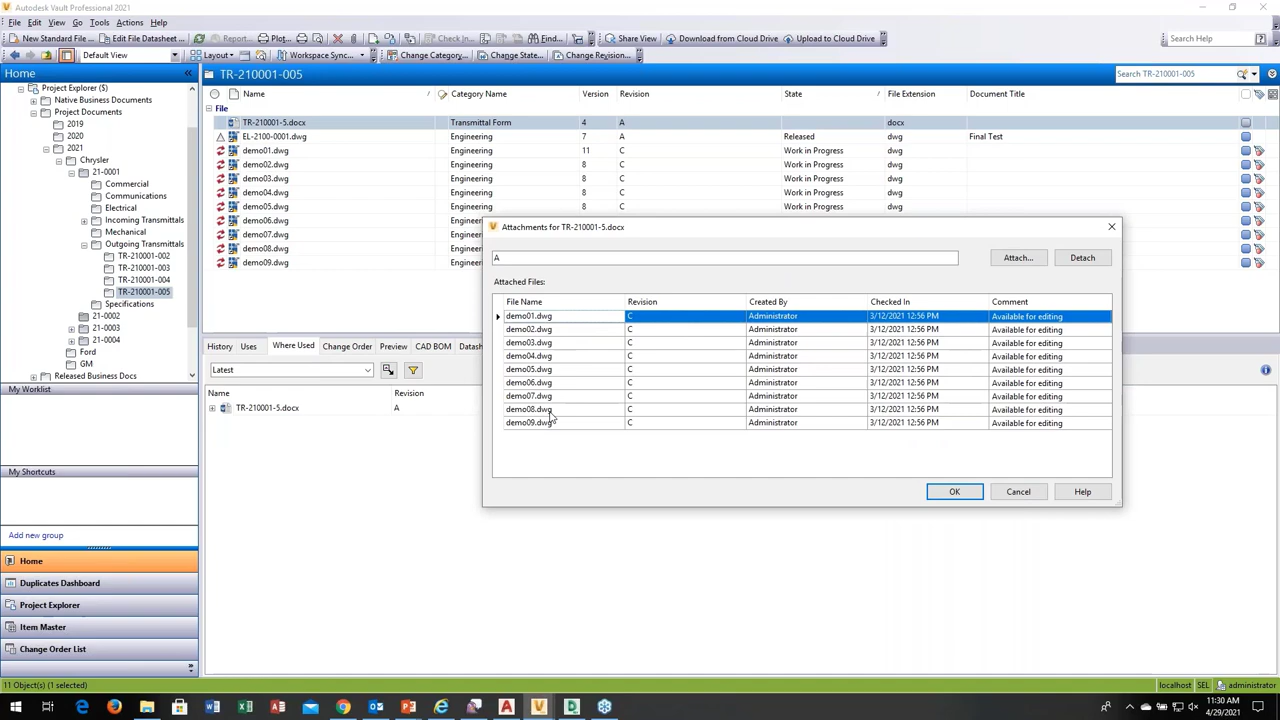 Autodesk Vault Professional 2021
File Edit View Go Tools Actions Help
New Standard File... Edit File Datasheet... Report... Plot... Check In... Find... Share View Download from Cloud Drive Upload to Cloud Drive Search Help
Default View Layout Workspace Sync... Change Category... Change State... Change Revision...
Home
Project Explorer ($)
Native Business Documents
Project Documents
2019
2020
2021
Chrysler
21-0001
Commercial
Communications
Electrical
Incoming Transmittals
Mechanical
Outgoing Transmittals
TR-210001-002
TR-210001-003
TR-210001-004
TR-210001-005
Specifications
21-0002
21-0003
21-0004
Ford
GM
Released Business Docs
My Worklist
My Shortcuts
Add new group
Home
Duplicates Dashboard
Project Explorer
Item Master
Change Order List
TR-210001-005 Search TR-210001-005
Name Category Name Version Revision State File Extension Document Title
File
TR-210001-5.docx Transmittal Form 4 A docx
EL-2100-0001.dwg Engineering 7 A Released dwg Final Test
demo01.dwg Engineering 11 C Work in Progress dwg
demo02.dwg Engineering 8 C Work in Progress dwg
demo03.dwg Engineering 8 C Work in Progress dwg
demo04.dwg Engineering 8 C Work in Progress dwg
demo05.dwg Engineering 8 C Work in Progress dwg
demo06.dwg
demo07.dwg
demo08.dwg
demo09.dwg
Attachments for TR-210001-5.docx
A Attach... Detach
Attached Files:
File Name Revision Created By Checked In Comment
demo01.dwg C Administrator 3/12/2021 12:56 PM Available for editing
demo02.dwg C Administrator 3/12/2021 12:56 PM Available for editing
demo03.dwg C Administrator 3/12/2021 12:56 PM Available for editing
demo04.dwg C Administrator 3/12/2021 12:56 PM Available for editing
demo05.dwg C Administrator 3/12/2021 12:56 PM Available for editing
demo06.dwg C Administrator 3/12/2021 12:56 PM Available for editing
demo07.dwg C Administrator 3/12/2021 12:56 PM Available for editing
demo08.dwg C Administrator 3/12/2021 12:56 PM Available for editing
demo09.dwg C Administrator 3/12/2021 12:56 PM Available for editing
OK Cancel Help
History Uses Where Used Change Order Preview CAD BOM
Latest
Name Revision
TR-210001-5.docx A
11 Object(s) (1 selected) localhost SEL administrator
11:30 AM
4/29/2021